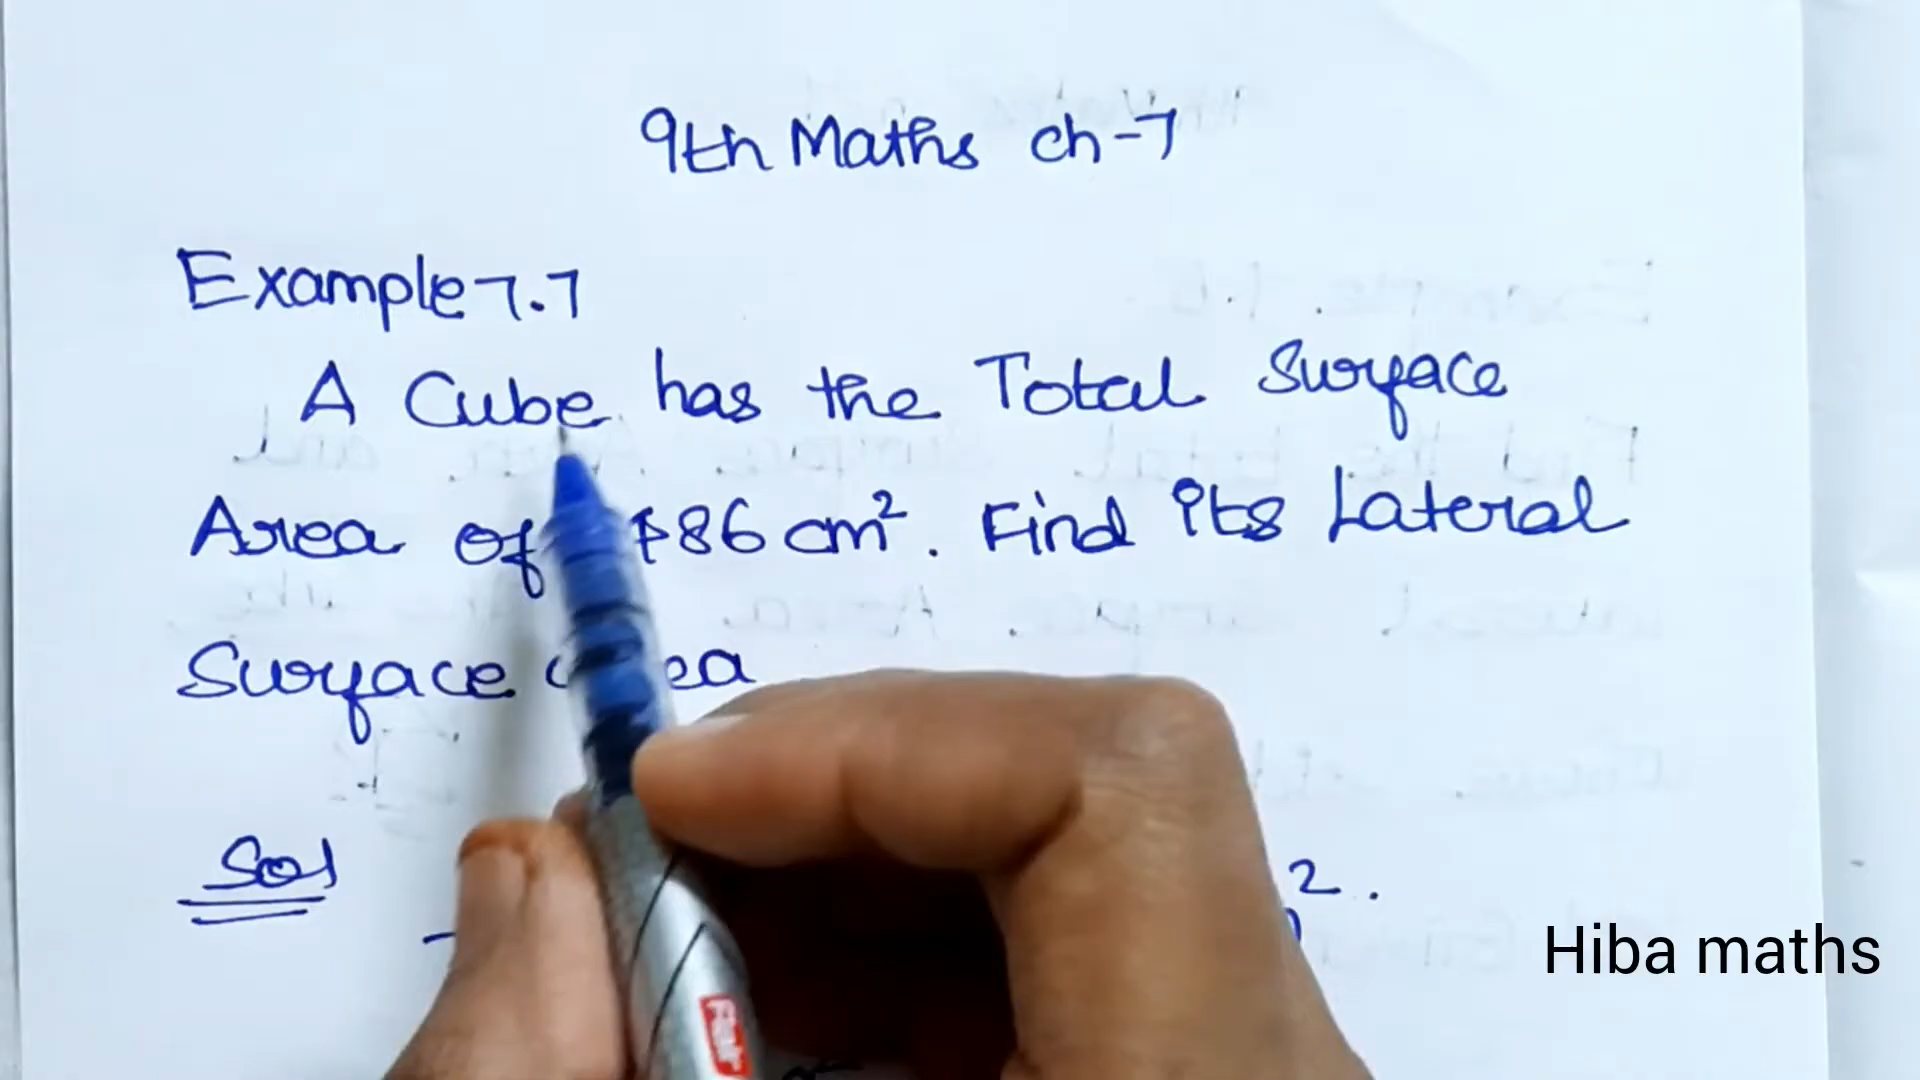 9th Maths ch-7
Example 7.7
A Cube has the Total Surface
Area of 86 cm². Find its Lateral
Surface
Sol
2.
Hiba maths
Flair